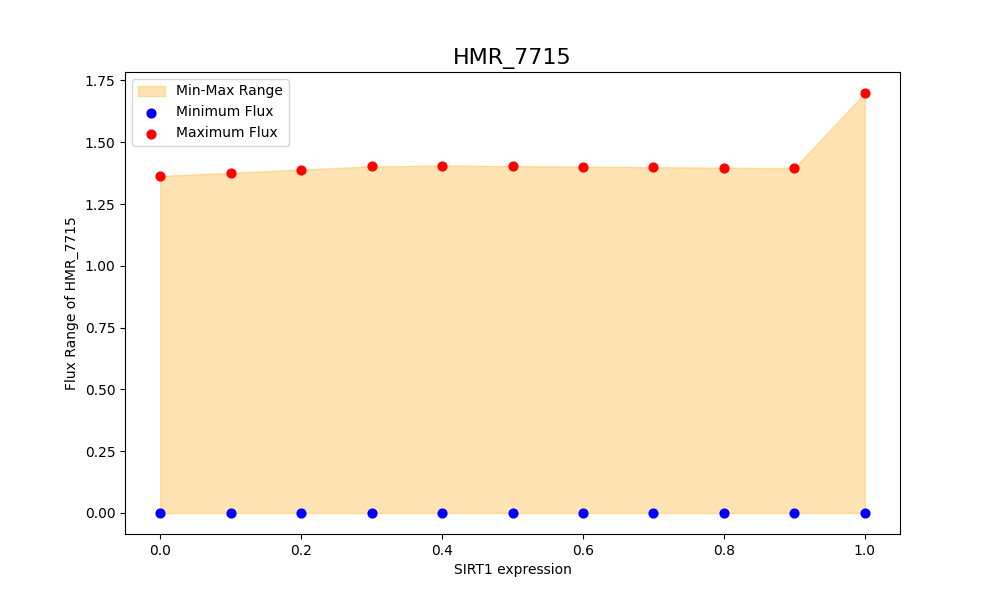 HMR_7715
Min-Max Range
Minimum Flux
Maximum Flux
1.75
1.50
1.25
1.00
0.75
0.50
0.25
0.00
Flux Range of HMR_7715
0.0 0.2 0.4 0.6 0.8 1.0
SIRT1 expression